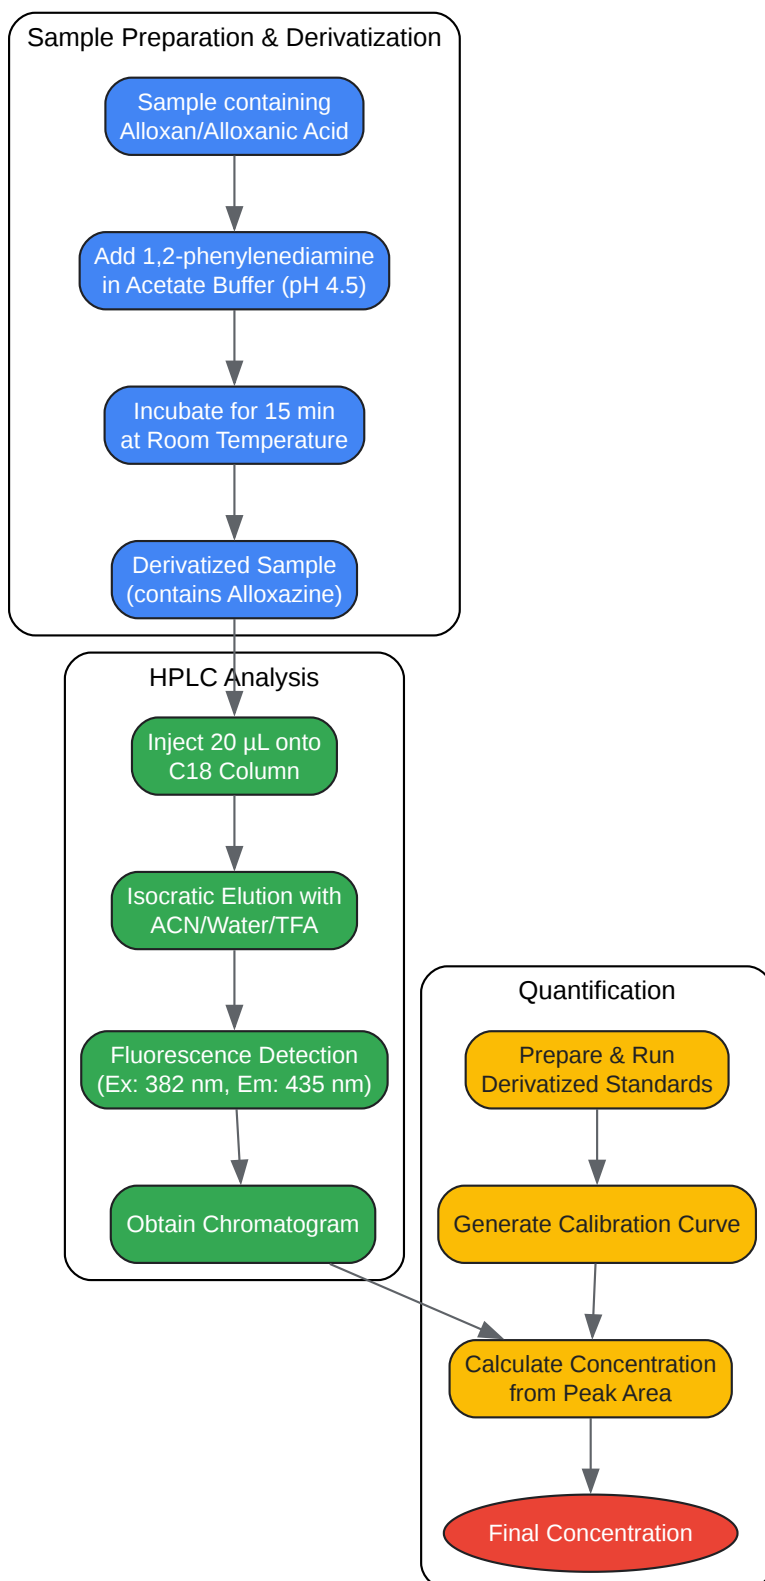 Sample Preparation & Derivatization
Sample containing
Alloxan/Alloxanic Acid
Add 1,2-phenylenediamine
in Acetate Buffer (pH 4.5)
Incubate for 15 min
at Room Temperature
Derivatized Sample
(contains Alloxazine)
HPLC Analysis
Inject 20 µL onto
C18 Column
Isocratic Elution with
ACN/Water/TFA
Fluorescence Detection
(Ex: 382 nm, Em: 435 nm)
Obtain Chromatogram
Quantification
Prepare & Run
Derivatized Standards
Generate Calibration Curve
Calculate Concentration
from Peak Area
Final Concentration